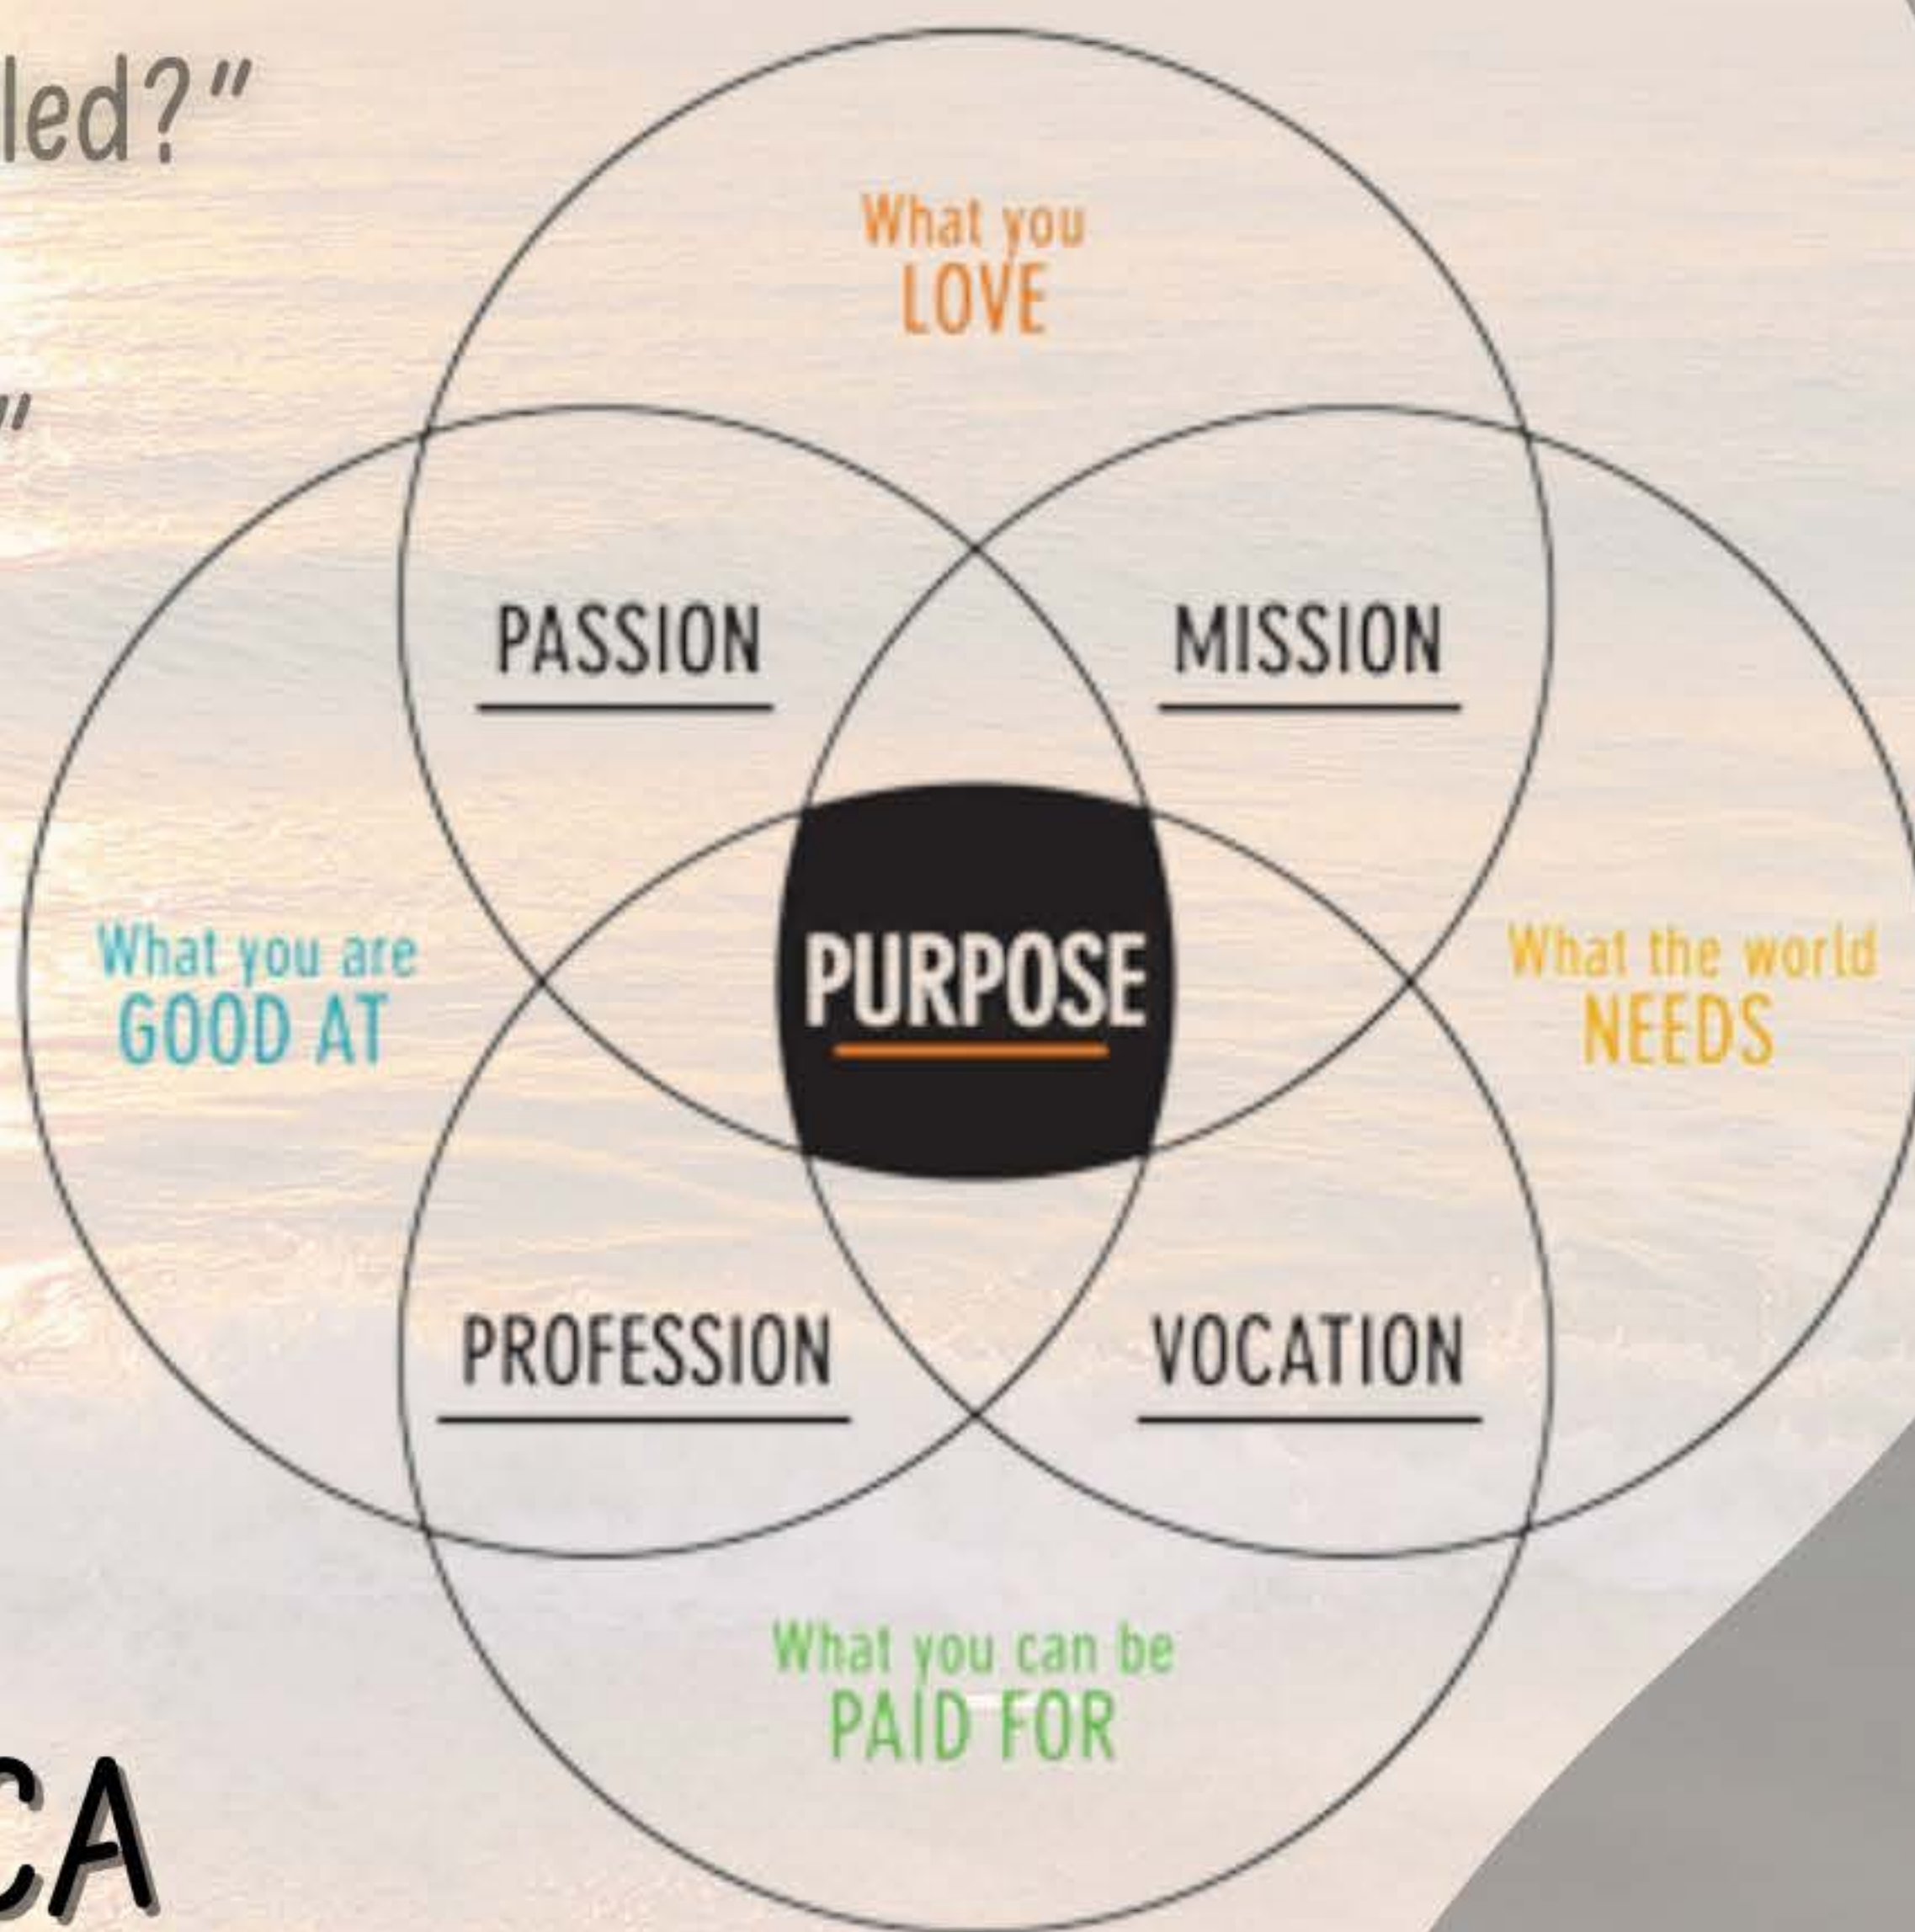 led?"
"
What you
LOVE
PASSION
MISSION
What you are
GOOD AT
PURPOSE
What the world
NEEDS
PROFESSION
VOCATION
What you can be
PAID FOR
CA